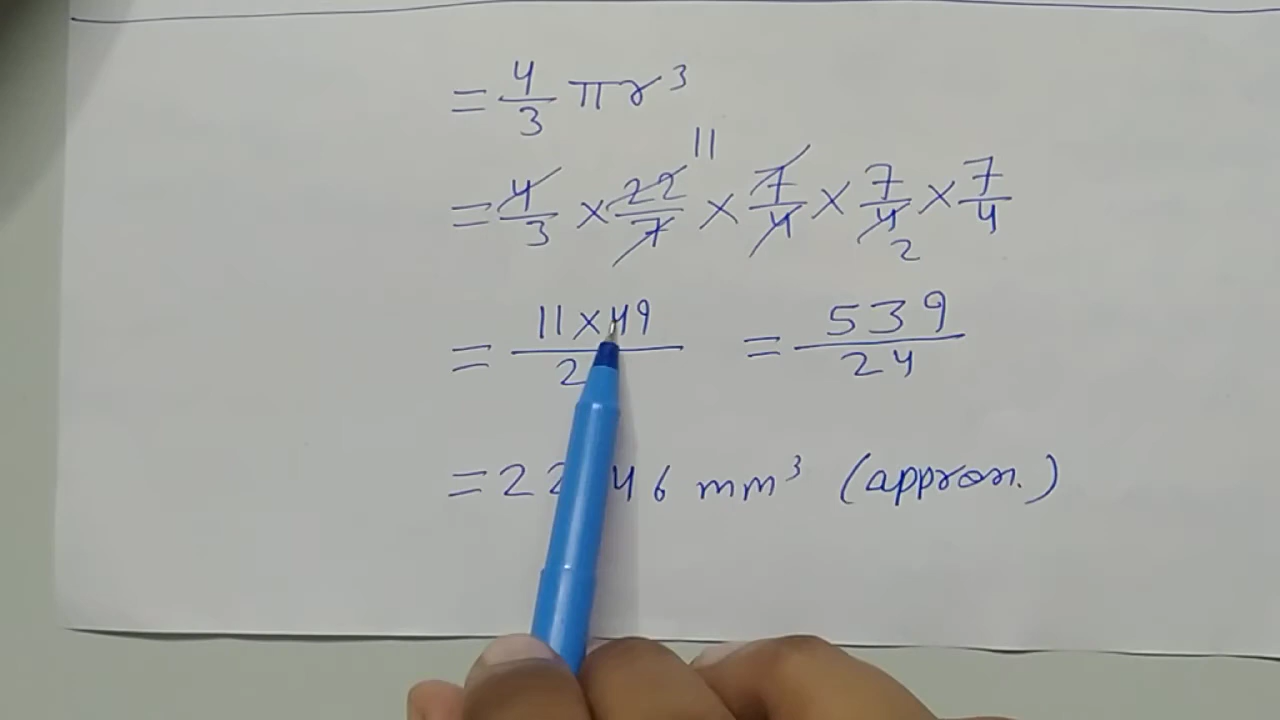 = 4/3 πr³
= 4/3 × 22/7 11 × 7/4 × 7/4 2 × 7/4
= 11×49/2 = 539/24
= 22 46 mm³ (approx.)